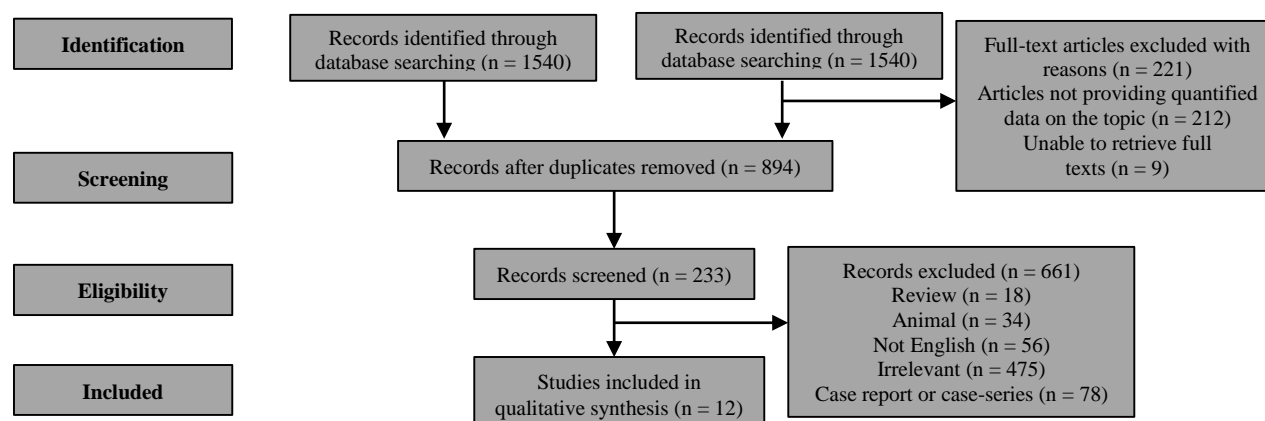 Identification
Records identified through
database searching (n = 1540)
Records identified through
database searching (n = 1540)
Full-text articles excluded with
reasons (n = 221)
Articles not providing quantified
data on the topic (n = 212)
Unable to retrieve full
texts (n = 9)
Screening
Records after duplicates removed (n = 894)
Eligibility
Records screened (n = 233)
Records excluded (n = 661)
Review (n = 18)
Animal (n = 34)
Not English (n = 56)
Irrelevant (n = 475)
Case report or case-series (n = 78)
Included
Studies included in
qualitative synthesis (n = 12)